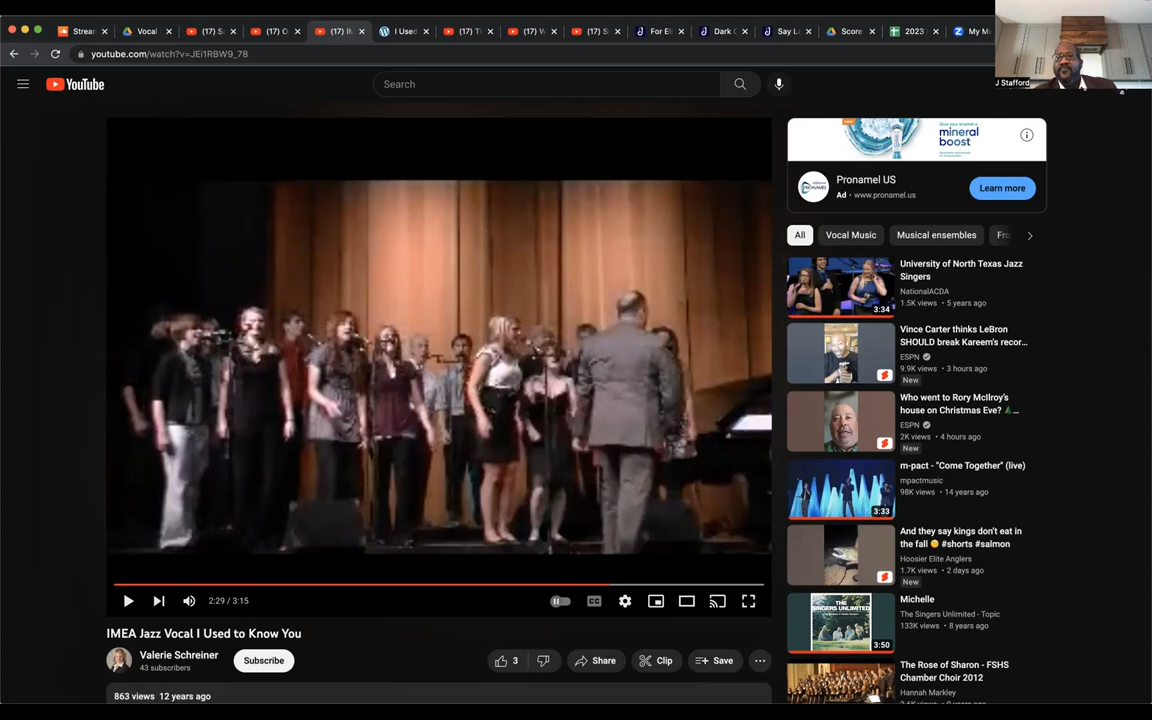 Stream
Vocal
(17) S
(17) O
(17) IM
I Used
(17) T
(17) W
(17) S
For El
Dark
Say L
Score
2023
My M
youtube.com/watch?v=JEi1RBW9_78
J Stafford
YouTube
Search
mineral
boost
Pronamel US
Ad · www.pronamel.us
Learn more
All
Vocal Music
Musical ensembles
Fro
University of North Texas Jazz
Singers
NationalACDA
1.5K views • 5 years ago
3:34
Vince Carter thinks LeBron
SHOULD break Kareem's recor...
ESPN
9.9K views • 3 hours ago
New
Who went to Rory McIlroy's
house on Christmas Eve? 🎄...
ESPN
2K views • 4 hours ago
New
m-pact - "Come Together" (live)
mpactmusic
98K views • 14 years ago
3:33
And they say kings don't eat in
the fall 🤨 #shorts #salmon
Hoosier Elite Anglers
1.7K views • 2 days ago
New
THE
SINGERS UNLIMITED
Michelle
The Singers Unlimited - Topic
133K views • 8 years ago
3:50
The Rose of Sharon - FSHS
Chamber Choir 2012
Hannah Markley
2:29 / 3:15
CC
IMEA Jazz Vocal I Used to Know You
Valerie Schreiner
43 subscribers
Subscribe
3
Share
Clip
Save
863 views 12 years ago